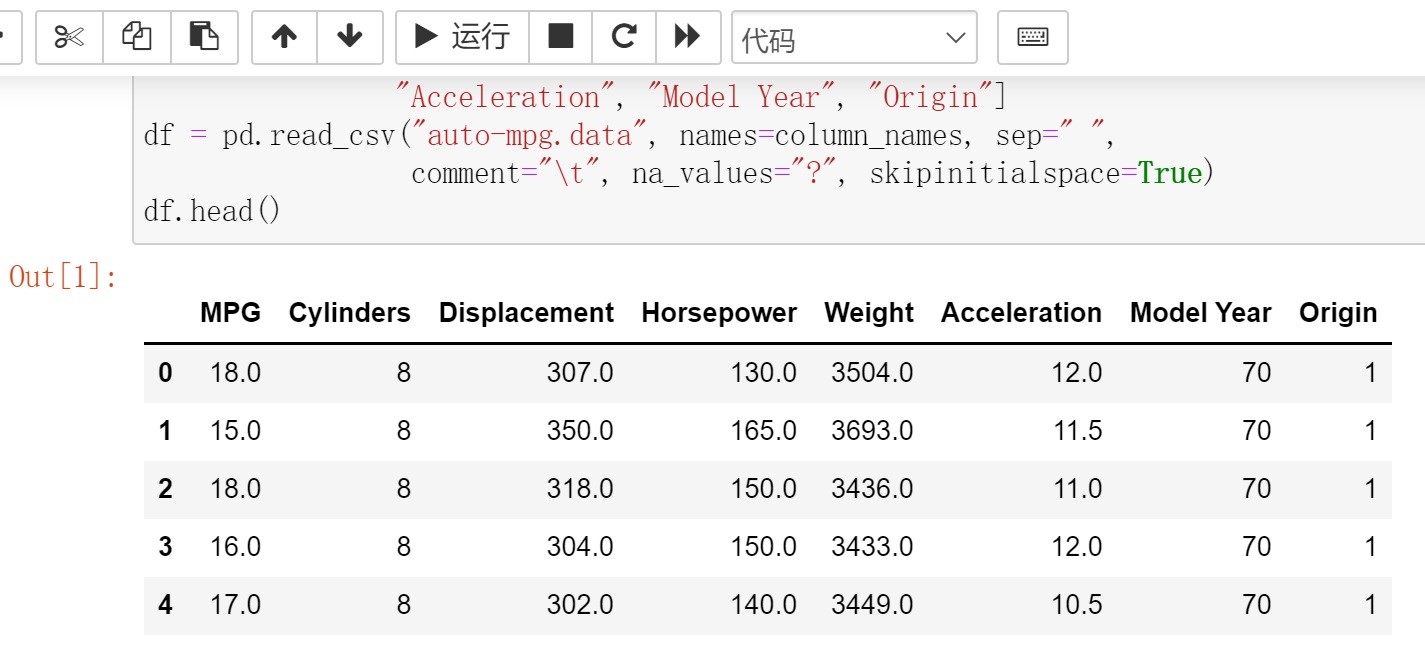 运行 代码
"Acceleration", "Model Year", "Origin"]
df = pd.read_csv("auto-mpg.data", names=column_names, sep=" ",
comment="\t", na_values="?", skipinitialspace=True)
df.head()
Out[1]:
MPG Cylinders Displacement Horsepower Weight Acceleration Model Year Origin
0 18.0 8 307.0 130.0 3504.0 12.0 70 1
1 15.0 8 350.0 165.0 3693.0 11.5 70 1
2 18.0 8 318.0 150.0 3436.0 11.0 70 1
3 16.0 8 304.0 150.0 3433.0 12.0 70 1
4 17.0 8 302.0 140.0 3449.0 10.5 70 1